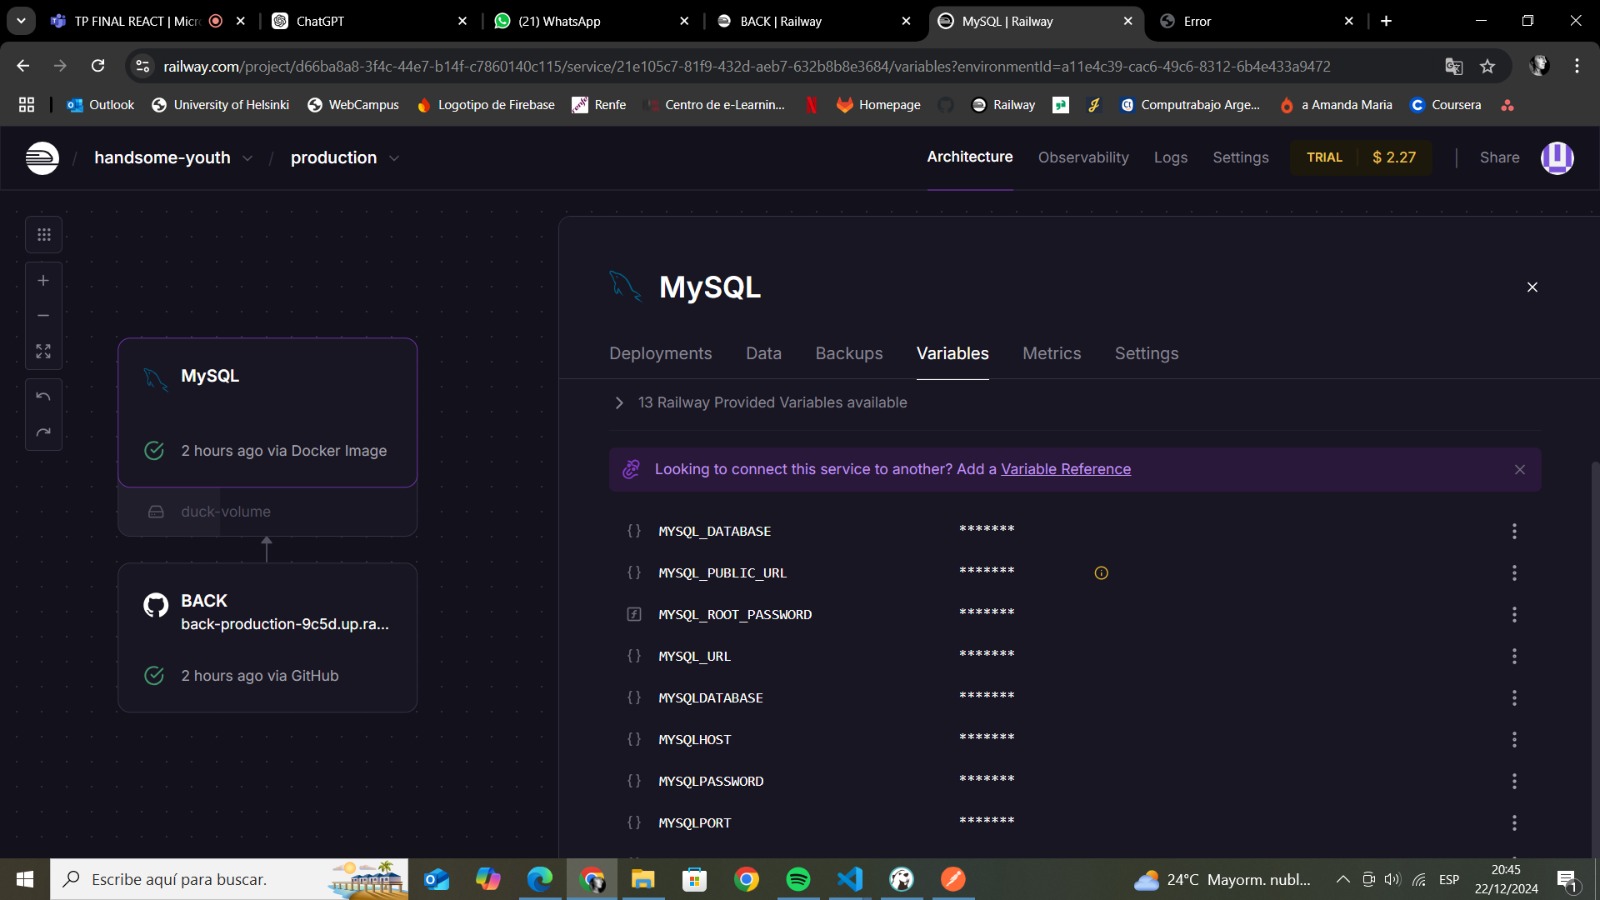 TP FINAL REACT | Micr
ChatGPT
(21) WhatsApp
BACK | Railway
MySQL | Railway
Error
railway.com/project/d66ba8a8-3f4c-44e7-b14f-c7860140c115/service/21e105c7-81f9-432d-aeb7-632b8b8e3684/variables?environmentId=a11e4c39-cac6-49c6-8312-6b4e433a9472
Outlook
University of Helsinki
WebCampus
Logotipo de Firebase
Renfe
Centro de e-Learnin...
Homepage
Railway
Computrabajo Arge...
a Amanda Maria
Coursera
/ handsome-youth / production
Architecture
Observability
Logs
Settings
TRIAL
$ 2.27
Share
MySQL
2 hours ago via Docker Image
duck-volume
BACK
back-production-9c5d.up.ra...
2 hours ago via GitHub
MySQL
Deployments
Data
Backups
Variables
Metrics
Settings
13 Railway Provided Variables available
Looking to connect this service to another? Add a Variable Reference
{} MYSQL_DATABASE *******
{} MYSQL_PUBLIC_URL *******
MYSQL_ROOT_PASSWORD *******
{} MYSQL_URL *******
{} MYSQLDATABASE *******
{} MYSQLHOST *******
{} MYSQLPASSWORD *******
{} MYSQLPORT *******
Escribe aquí para buscar.
24°C Mayorm. nubl...
ESP
20:45
22/12/2024
1